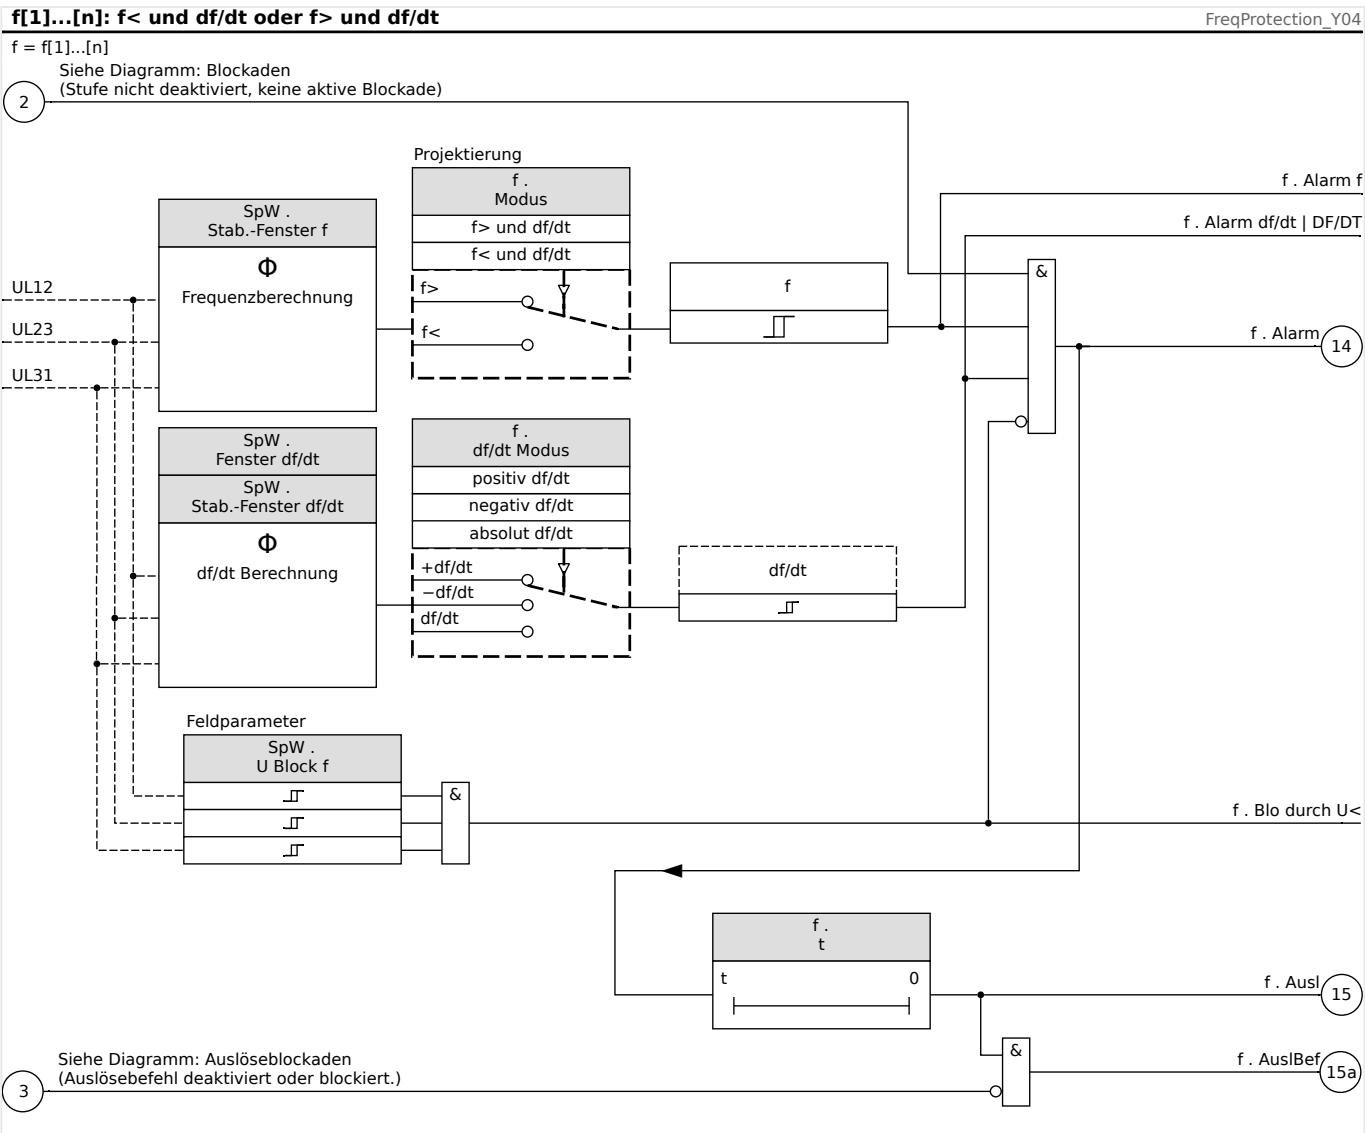 f[1]...[n]: f< und df/dt oder f> und df/dt
FreqProtection_Y04
f = f[1]...[n]
Siehe Diagramm: Blockaden
(Stufe nicht deaktiviert, keine aktive Blockade)
2
Projektierung
f .
Modus
f> und df/dt
f< und df/dt
f>
f<
SpW .
Stab.-Fenster f
Φ
Frequenzberechnung
UL12
UL23
UL31
f
f . Alarm f
f . Alarm df/dt | DF/DT
&
f . Alarm
14
SpW .
Fenster df/dt
SpW .
Stab.-Fenster df/dt
Φ
df/dt Berechnung
f .
df/dt Modus
positiv df/dt
negativ df/dt
absolut df/dt
+df/dt
−df/dt
df/dt
df/dt
Feldparameter
SpW .
U Block f
&
f . Blo durch U<
f .
t
t 0
f . Ausl
15
Siehe Diagramm: Auslöseblockaden
(Auslösebefehl deaktiviert oder blockiert.)
3
&
f . AuslBef
15a